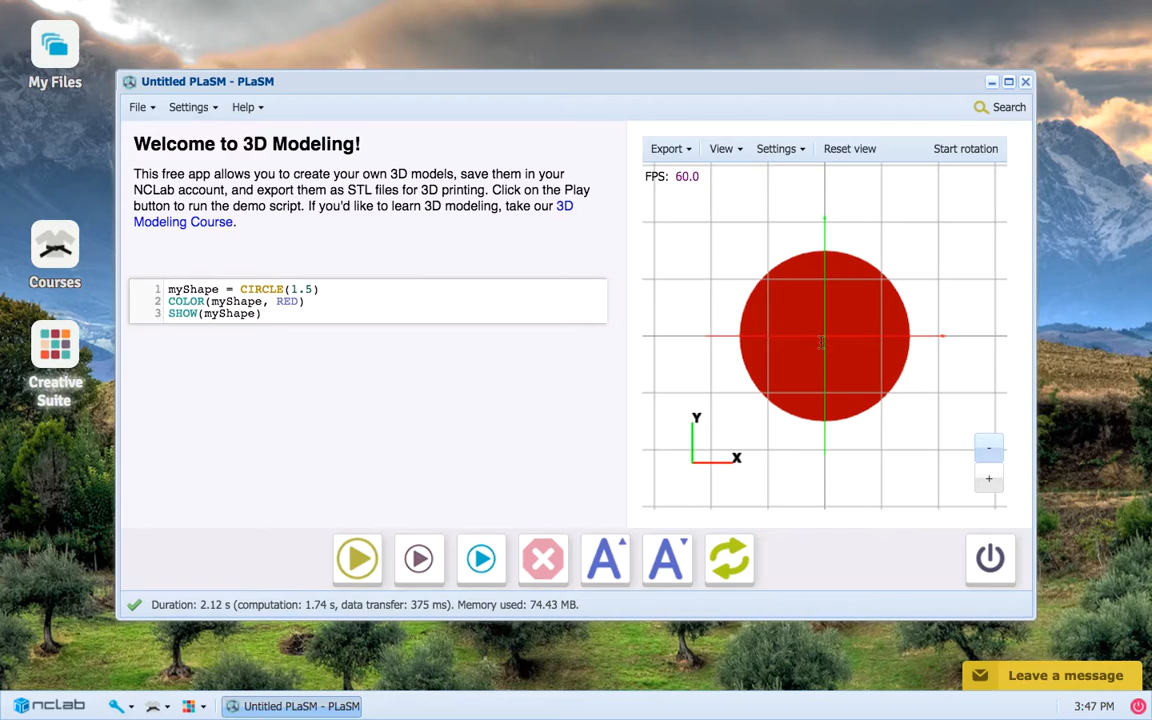 My Files
Untitled PLaSM - PLaSM
File Settings Help Search
Welcome to 3D Modeling!
This free app allows you to create your own 3D models, save them in your
NCLab account, and export them as STL files for 3D printing. Click on the Play
button to run the demo script. If you'd like to learn 3D modeling, take our 3D
Modeling Course.
Export View Settings Reset view Start rotation
FPS: 60.0
Courses
1 myShape = CIRCLE(1.5)
2 COLOR(myShape, RED)
3 SHOW(myShape)
Creative
Suite
Y
X
-
+
A A
Duration: 2.12 s (computation: 1.74 s, data transfer: 375 ms). Memory used: 74.43 MB.
Leave a message
nclab Untitled PLaSM - PLaSM 3:47 PM